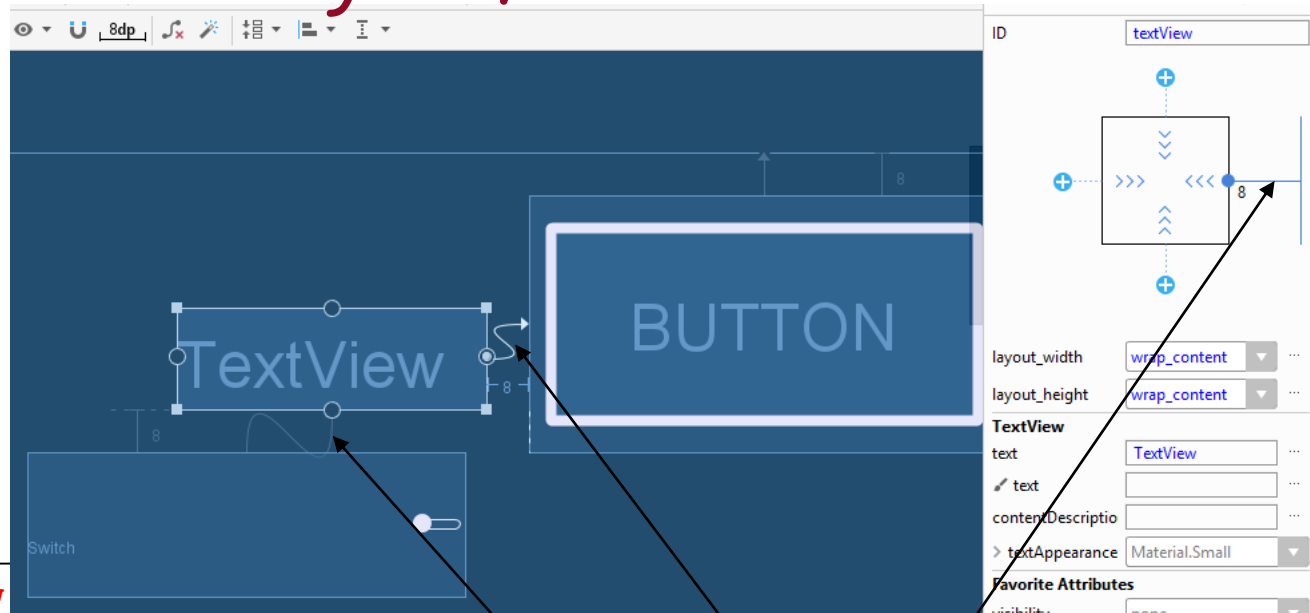 8dp
ID
textView
8
8
BUTTON
TextView
8
8
Switch
layout_width
wrap_content
layout_height
wrap_content
TextView
text
TextView
text
contentDescriptio
textAppearance
Material.Small
Favorite Attributes